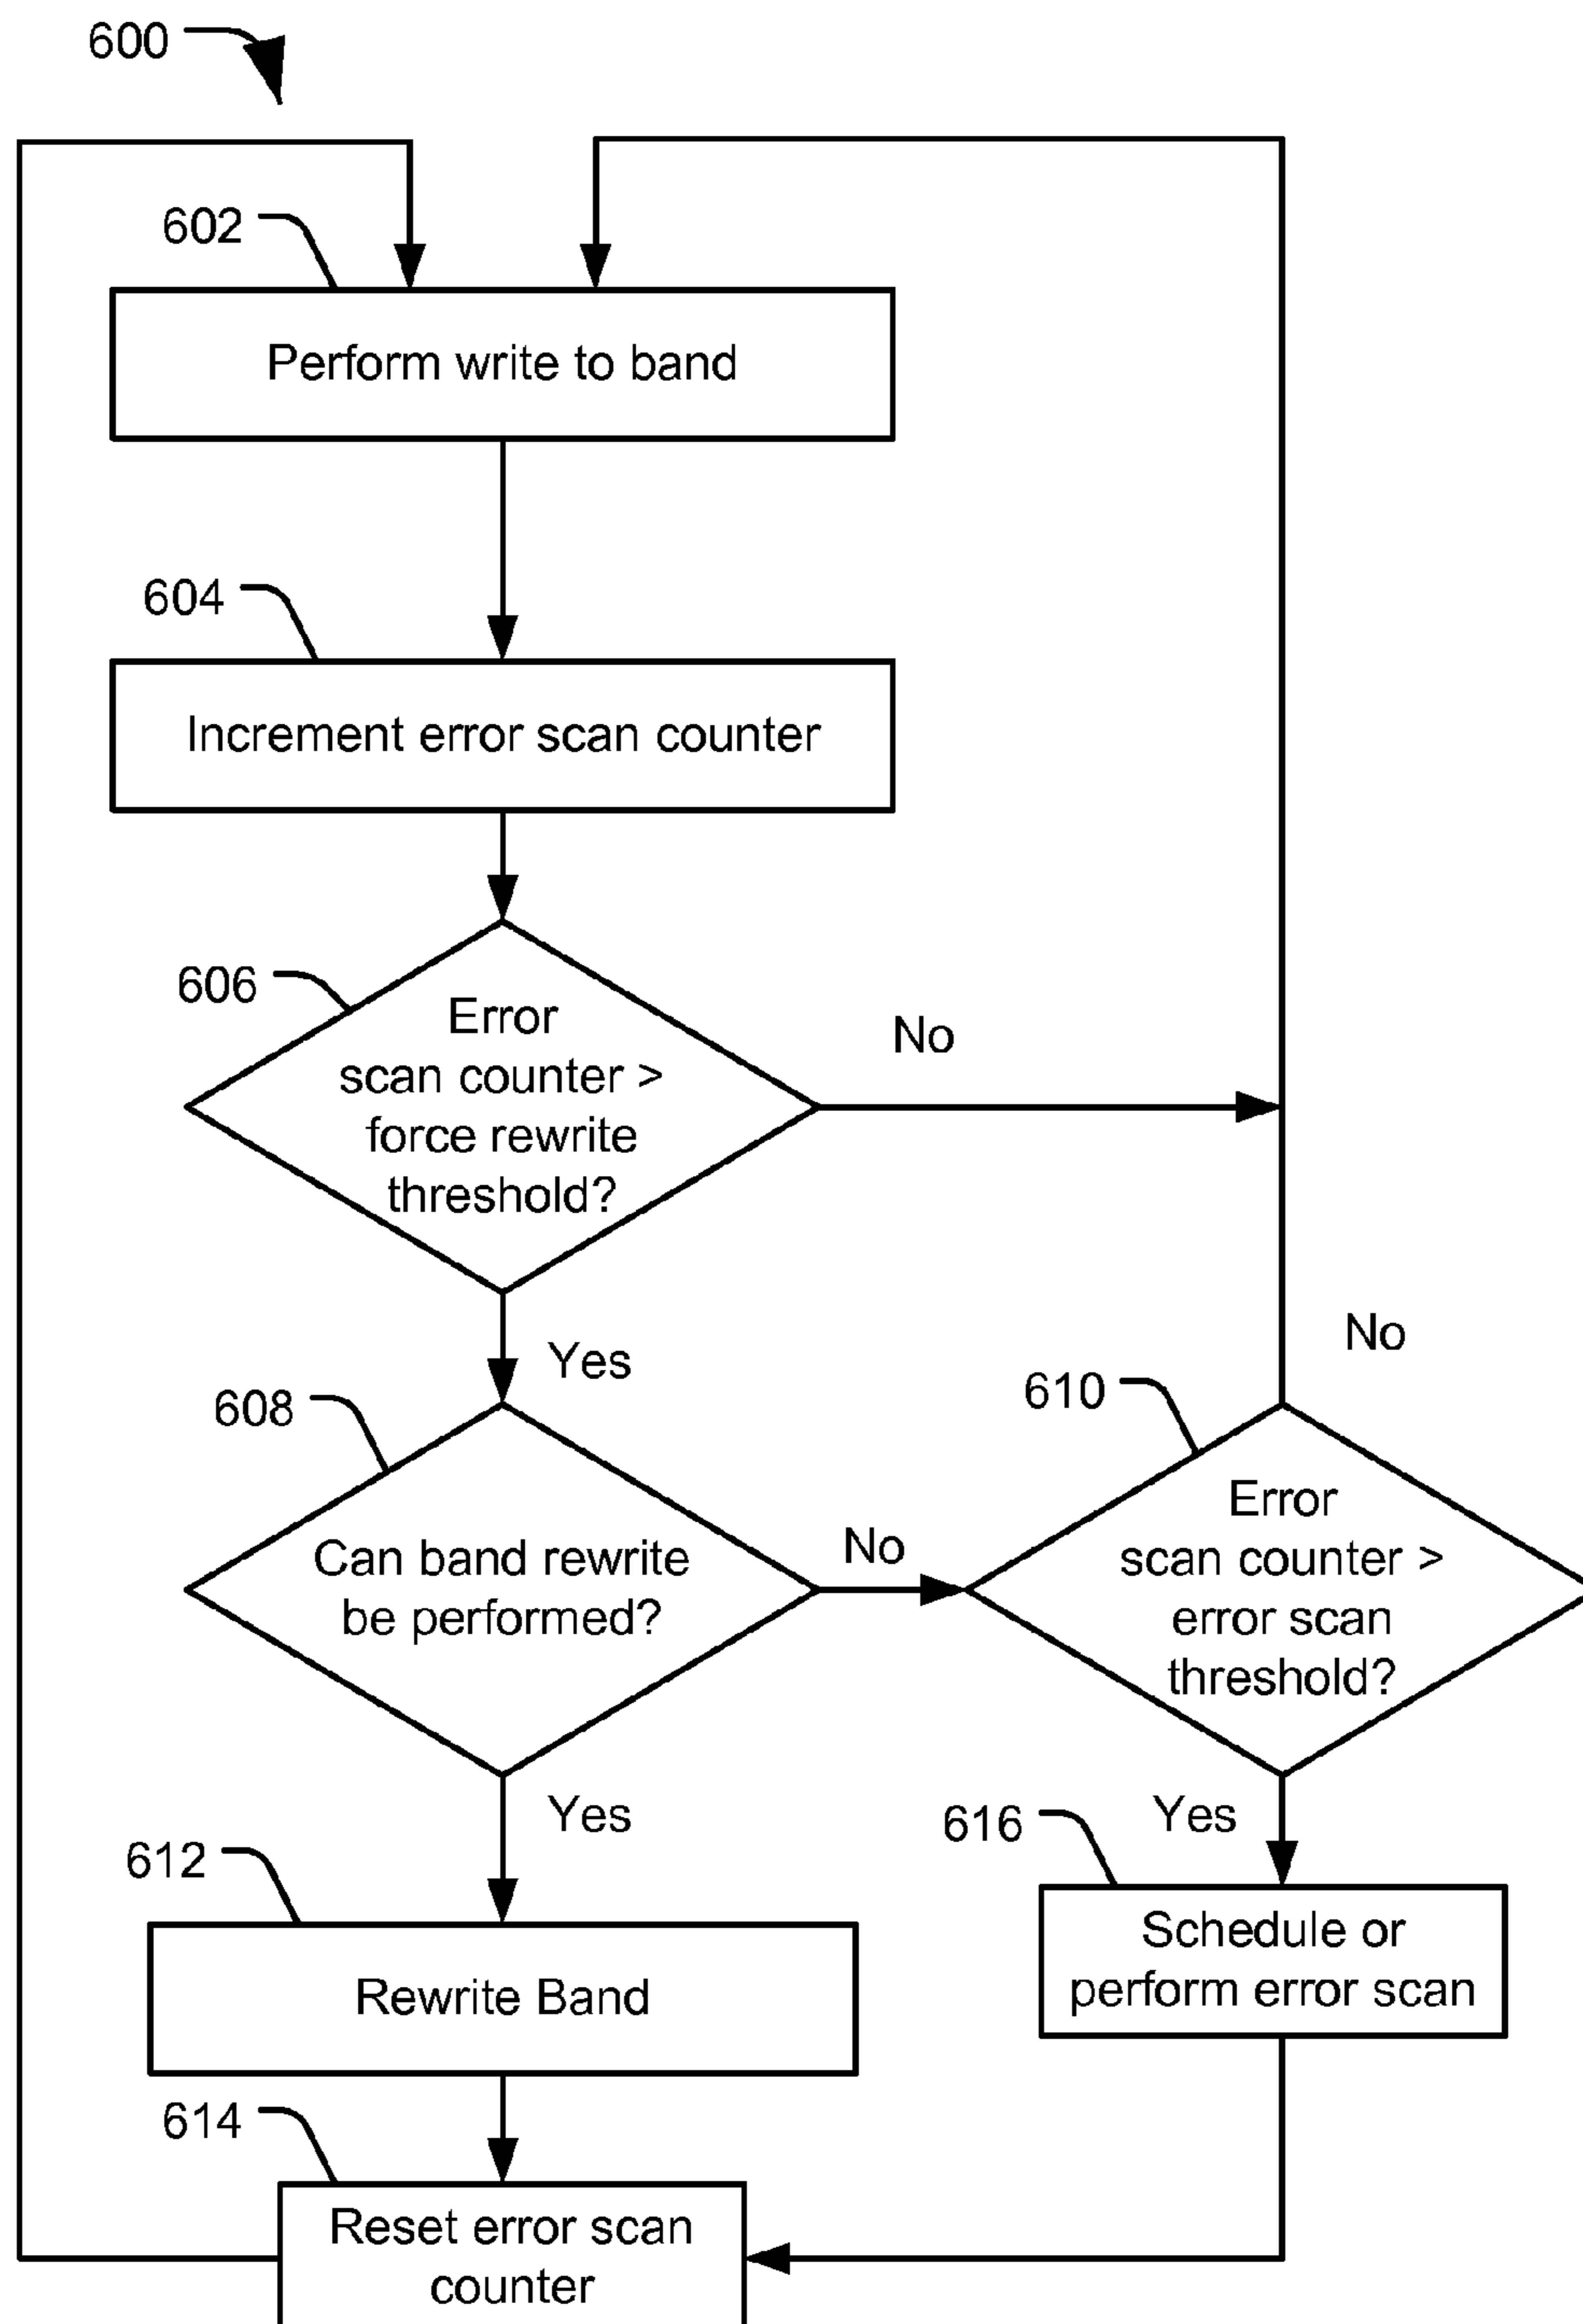 600
602
Perform write to band
604
Increment error scan counter
606
Error
scan counter >
force rewrite
threshold?
No
Yes
No
608
610
Can band rewrite
be performed?
No
Error
scan counter >
error scan
threshold?
Yes
Yes
612
616
Rewrite Band
Schedule or
perform error scan
614
Reset error scan
counter